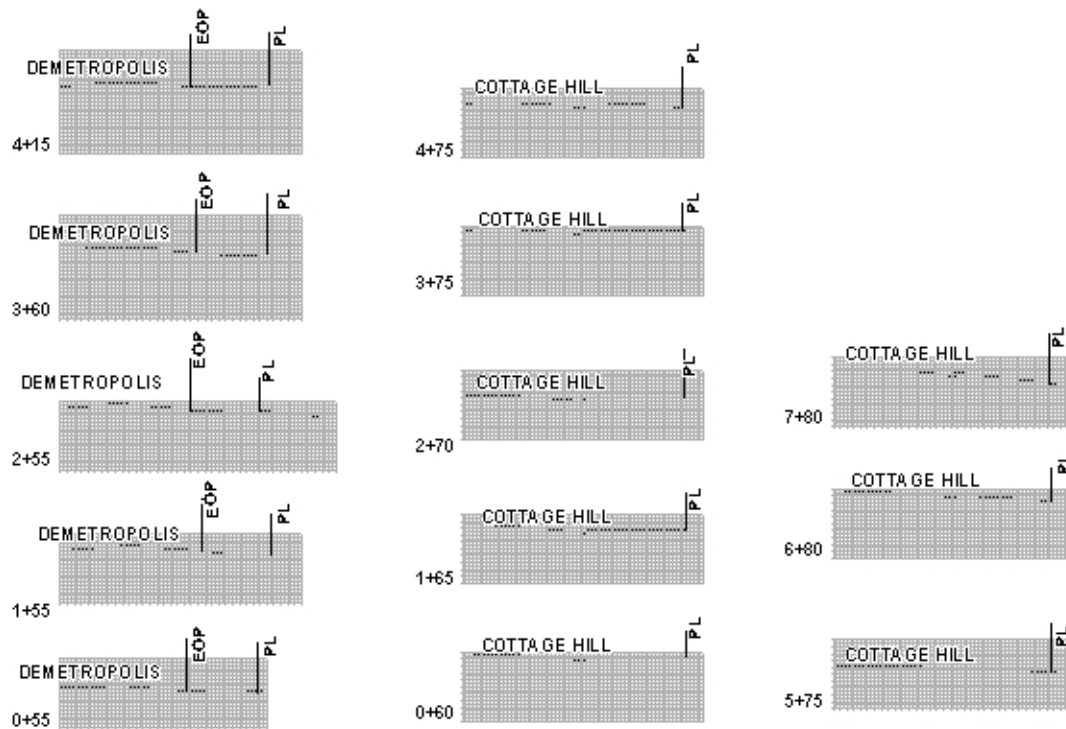 EOP
PL
DEMETROPOLIS
4+15
EOP
PL
DEMETROPOLIS
3+60
EOP
PL
DEMETROPOLIS
2+55
EOP
PL
DEMETROPOLIS
1+55
EOP
PL
DEMETROPOLIS
0+55
PL
COTTAGE HILL
4+75
PL
COTTAGE HILL
3+75
PL
COTTAGE HILL
2+70
PL
COTTAGE HILL
1+65
PL
COTTAGE HILL
0+60
PL
COTTAGE HILL
7+80
PL
COTTAGE HILL
6+80
PL
COTTAGE HILL
5+75